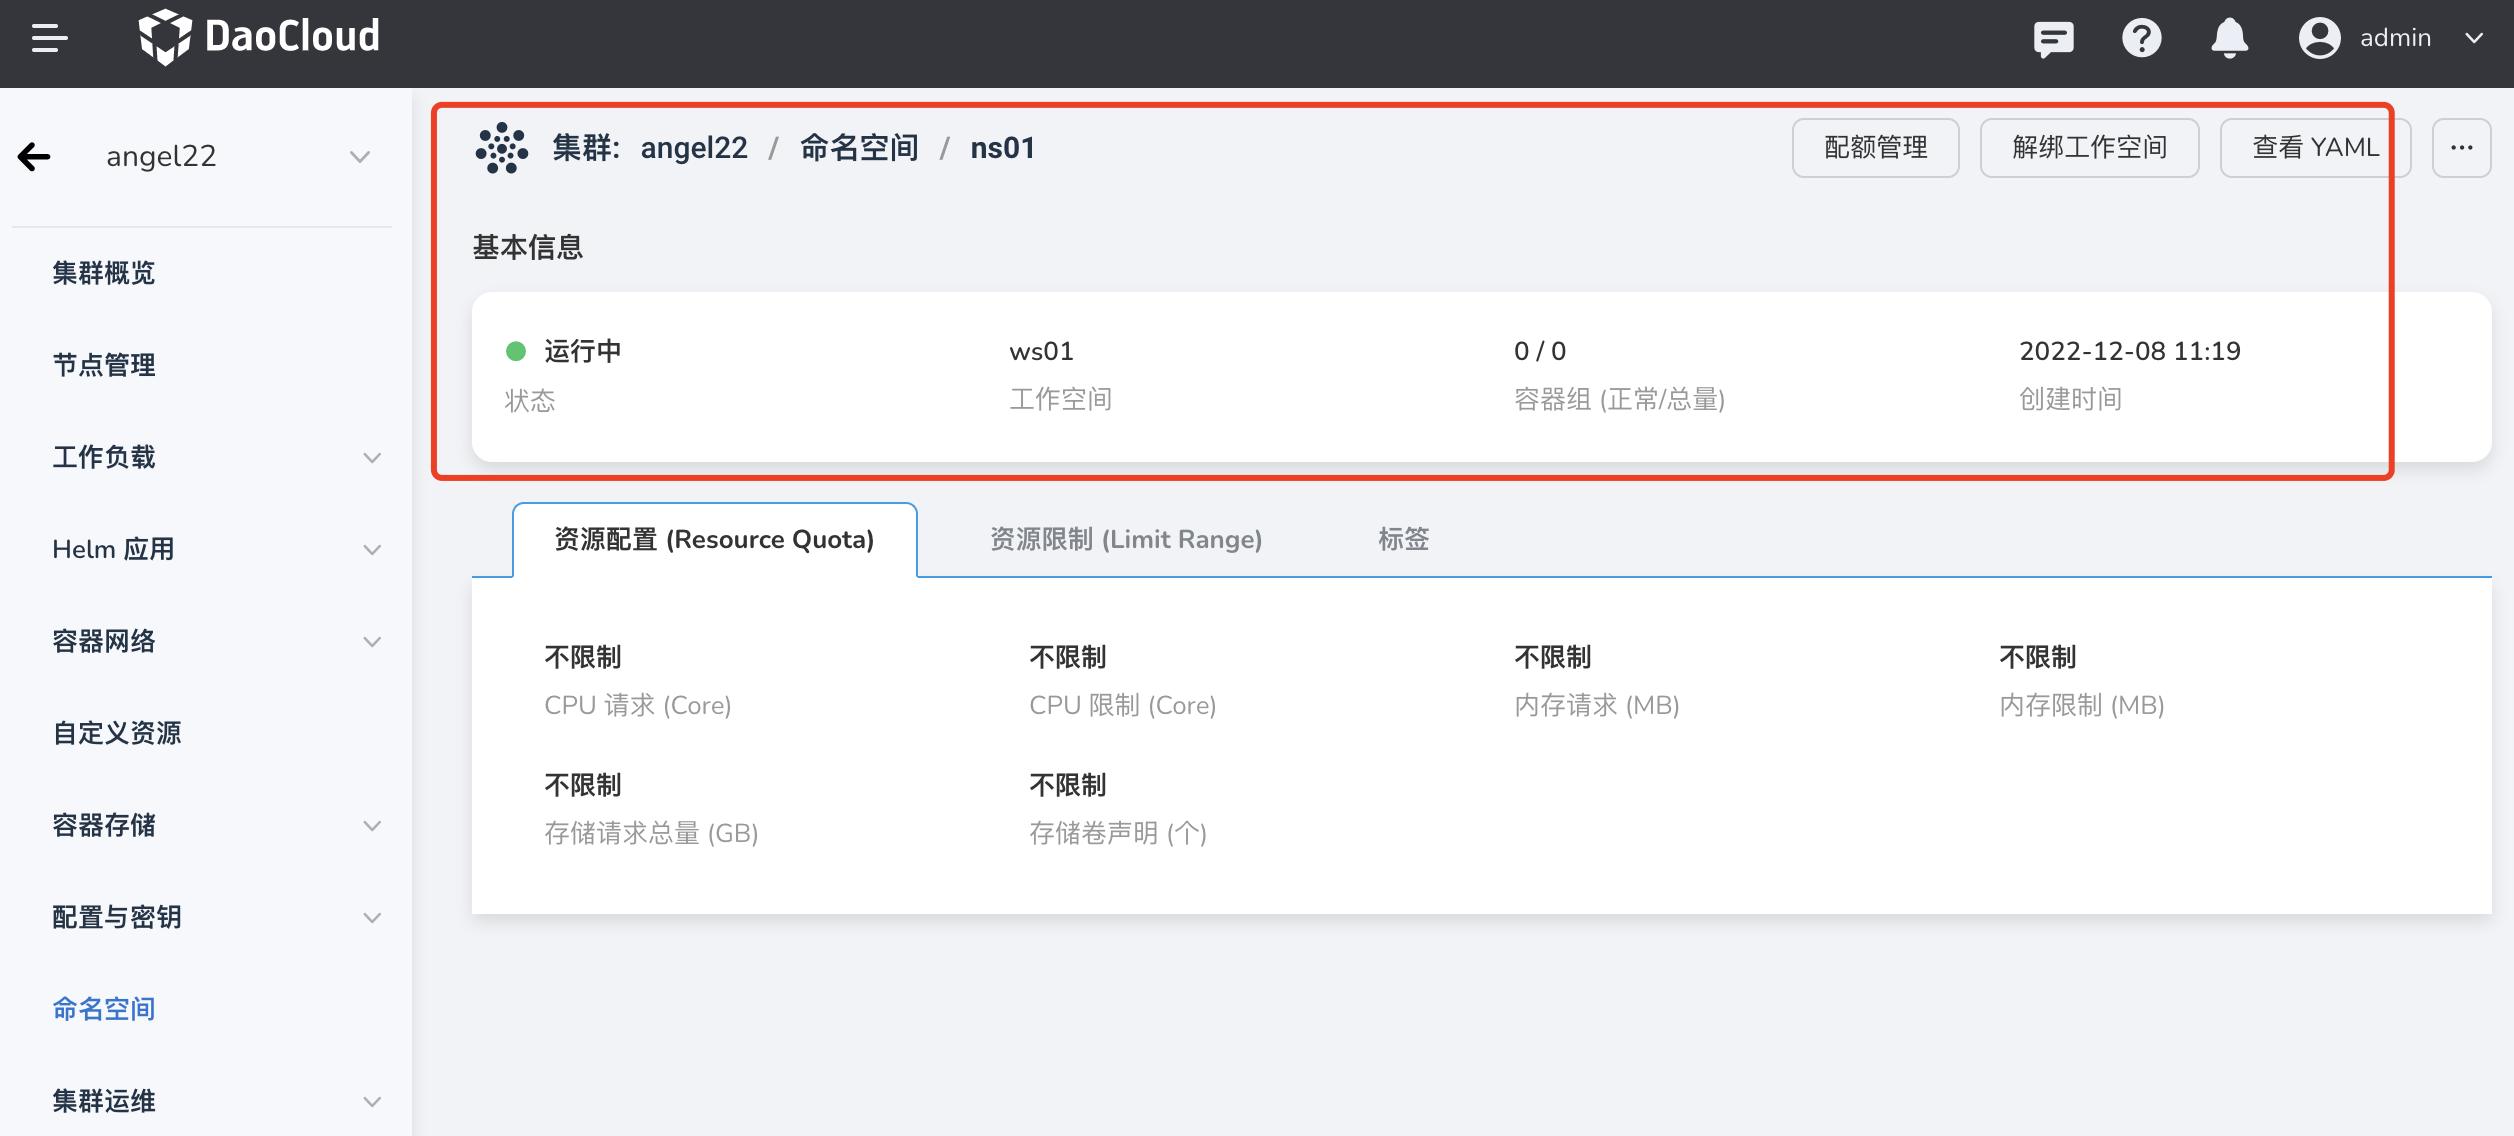 DaoCloud
admin
angel22
集群概览
节点管理
工作负载
Helm 应用
容器网络
自定义资源
容器存储
配置与密钥
命名空间
集群运维
集群: angel22 / 命名空间 / ns01
配额管理
解绑工作空间
查看 YAML
基本信息
运行中
状态
ws01
工作空间
0 / 0
容器组 (正常/总量)
2022-12-08 11:19
创建时间
资源配置 (Resource Quota)
资源限制 (Limit Range)
标签
不限制
CPU 请求 (Core)
不限制
CPU 限制 (Core)
不限制
内存请求 (MB)
不限制
内存限制 (MB)
不限制
存储请求总量 (GB)
不限制
存储卷声明 (个)